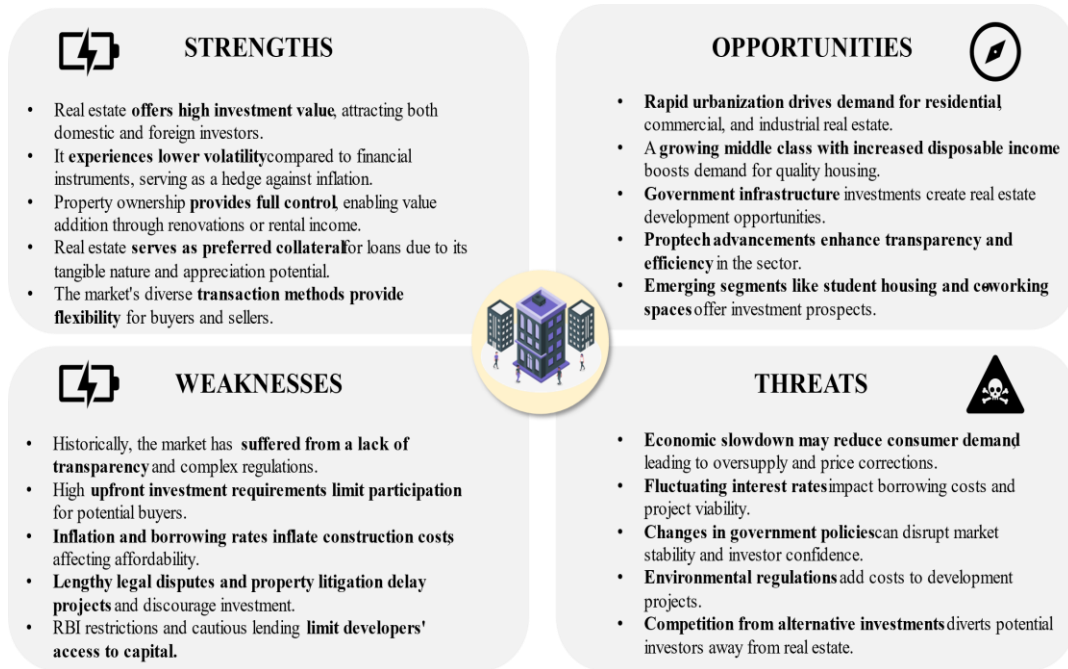 STRENGTHS
• Real estate offers high investment value, attracting both
domestic and foreign investors.
• It experiences lower volatility compared to financial
instruments, serving as a hedge against inflation.
• Property ownership provides full control, enabling value
addition through renovations or rental income.
• Real estate serves as preferred collateral for loans due to its
tangible nature and appreciation potential.
• The market's diverse transaction methods provide
flexibility for buyers and sellers.
OPPORTUNITIES
• Rapid urbanization drives demand for residential,
commercial, and industrial real estate.
• A growing middle class with increased disposable income
boosts demand for quality housing.
• Government infrastructure investments create real estate
development opportunities.
• Proptech advancements enhance transparency and
efficiency in the sector.
• Emerging segments like student housing and co-working
spaces offer investment prospects.
WEAKNESSES
• Historically, the market has suffered from a lack of
transparency and complex regulations.
• High upfront investment requirements limit participation
for potential buyers.
• Inflation and borrowing rates inflate construction costs,
affecting affordability.
• Lengthy legal disputes and property litigation delay
projects and discourage investment.
• RBI restrictions and cautious lending limit developers'
access to capital.
THREATS
• Economic slowdown may reduce consumer demand,
leading to oversupply and price corrections.
• Fluctuating interest rates impact borrowing costs and
project viability.
• Changes in government policies can disrupt market
stability and investor confidence.
• Environmental regulations add costs to development
projects.
• Competition from alternative investments diverts potential
investors away from real estate.